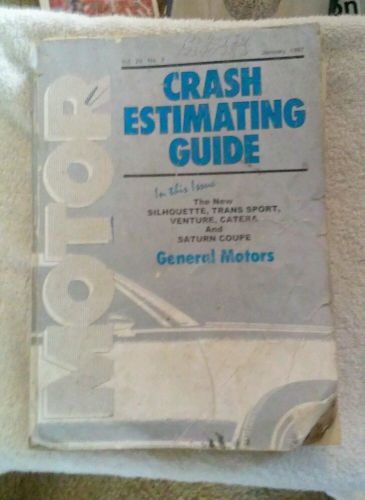 January 1997
MOTOR
CRASH
ESTIMATING
GUIDE
In this Issue
The New
SILHOUETTE, TRANS SPORT,
VENTURE, CATERA
And
SATURN COUPE
General Motors